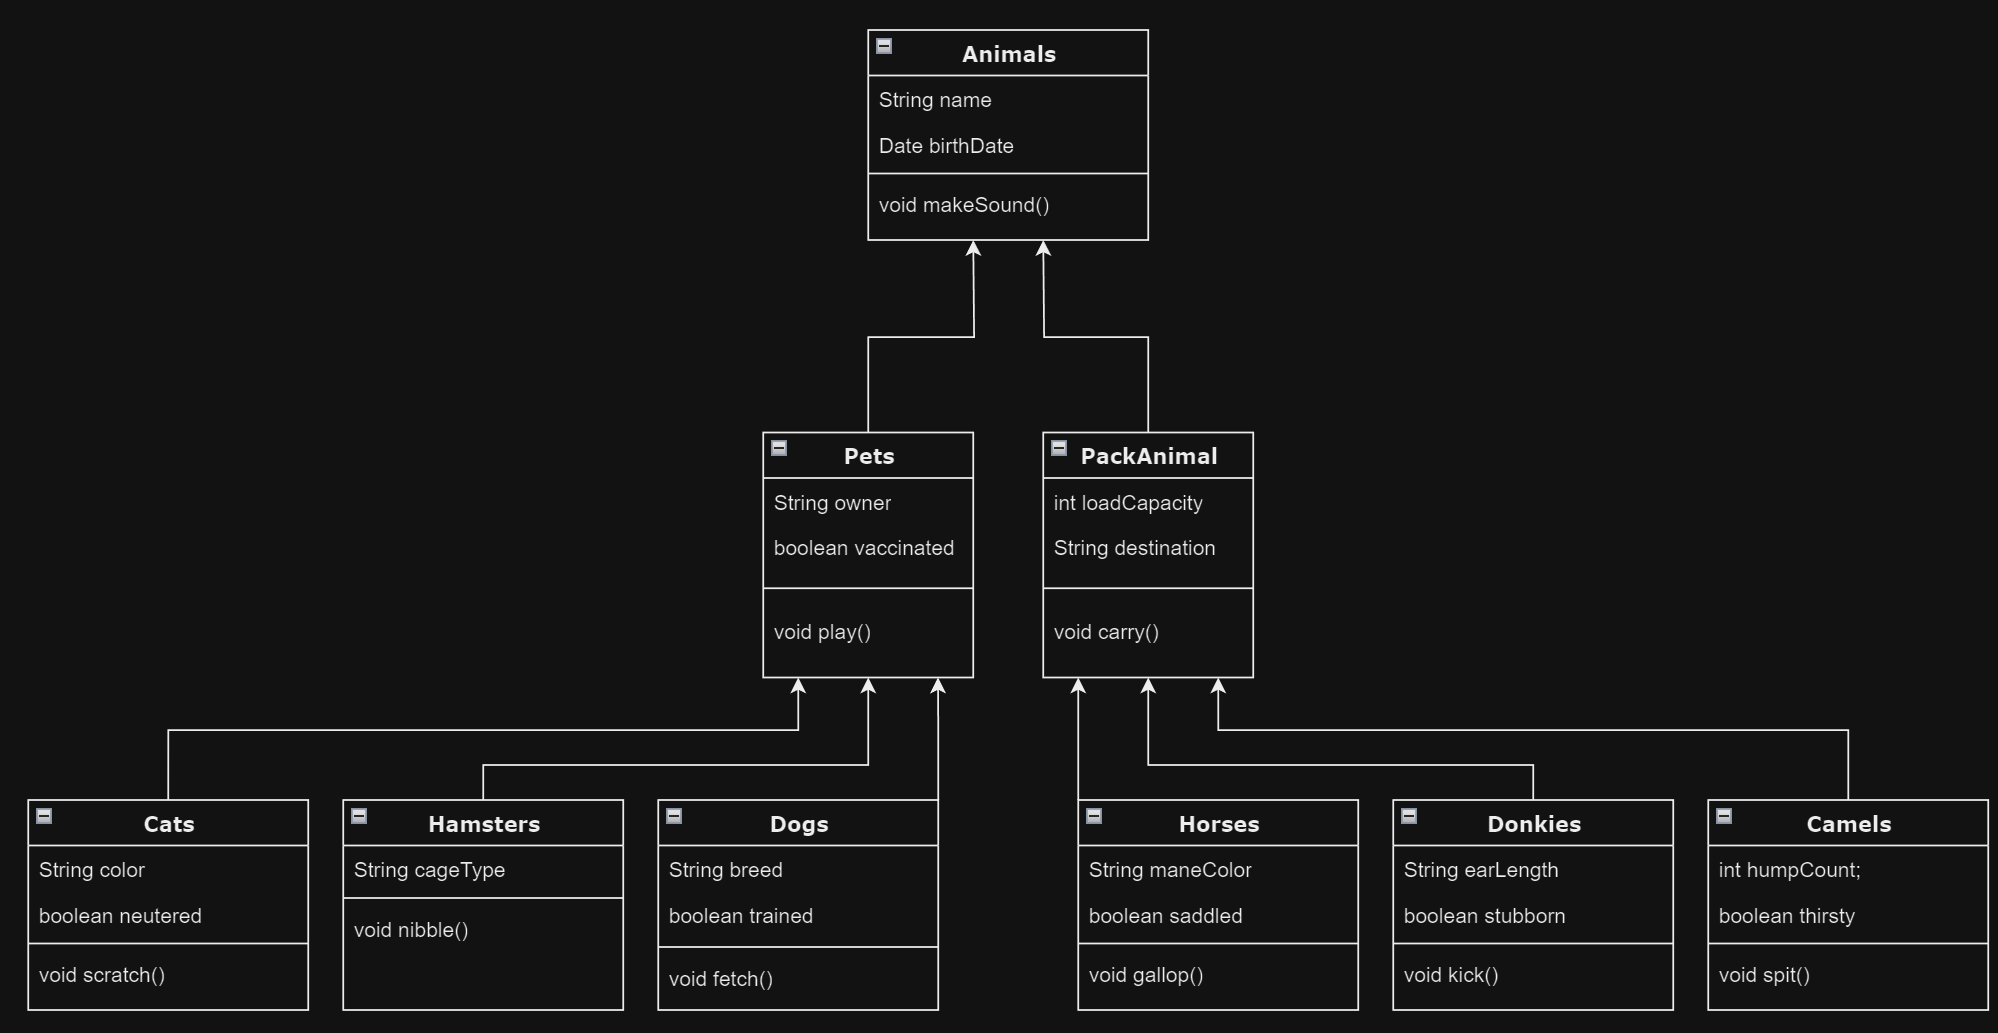 Animals
String name
Date birthDate
void makeSound()
Pets
String owner
boolean vaccinated
void play()
PackAnimal
int loadCapacity
String destination
void carry()
Cats
String color
boolean neutered
void scratch()
Hamsters
String cageType
void nibble()
Dogs
String breed
boolean trained
void fetch()
Horses
String maneColor
boolean saddled
void gallop()
Donkies
String earLength
boolean stubborn
void kick()
Camels
int humpCount;
boolean thirsty
void spit()